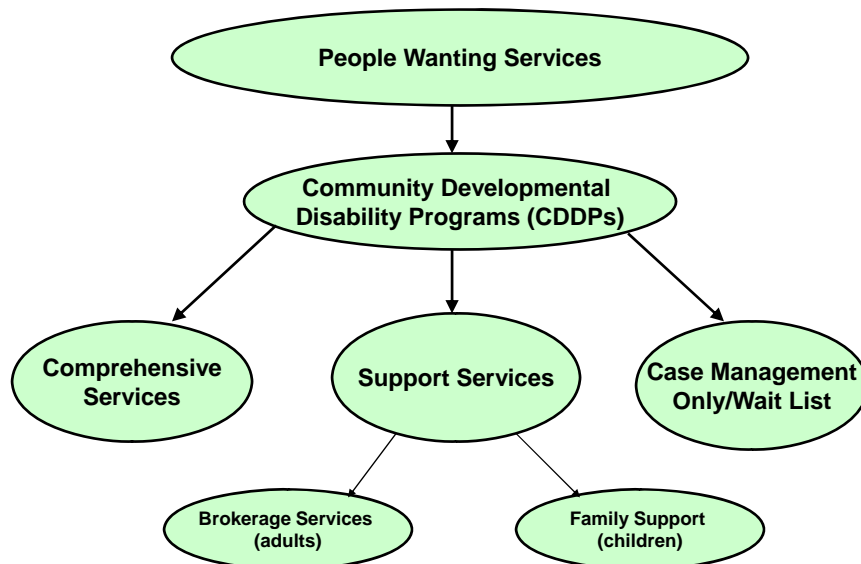 People Wanting Services
Community Developmental
Disability Programs (CDDPs)
Comprehensive
Services
Support Services
Case Management
Only/Wait List
Brokerage Services
(adults)
Family Support
(children)